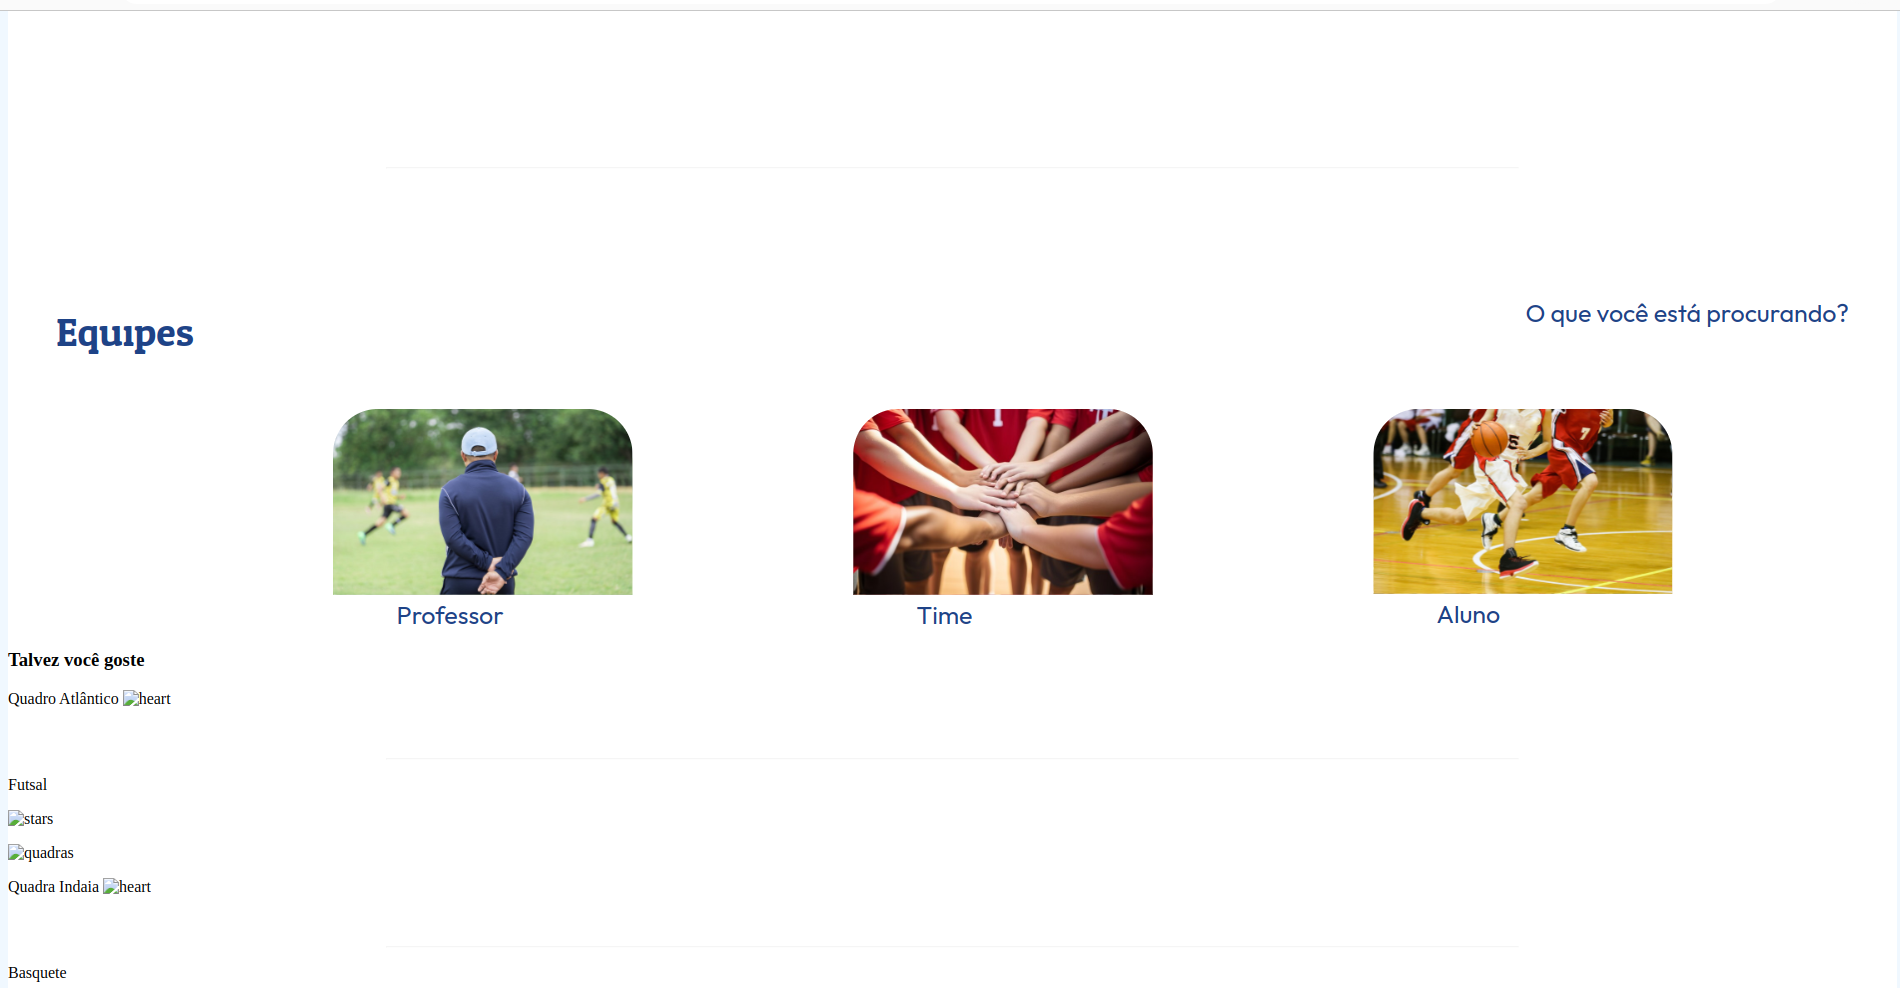 Equipes
O que você está procurando?
Professor
Time
Aluno
Talvez você goste
Quadro Atlântico heart
Futsal
stars
quadras
Quadra Indaia heart
Basquete